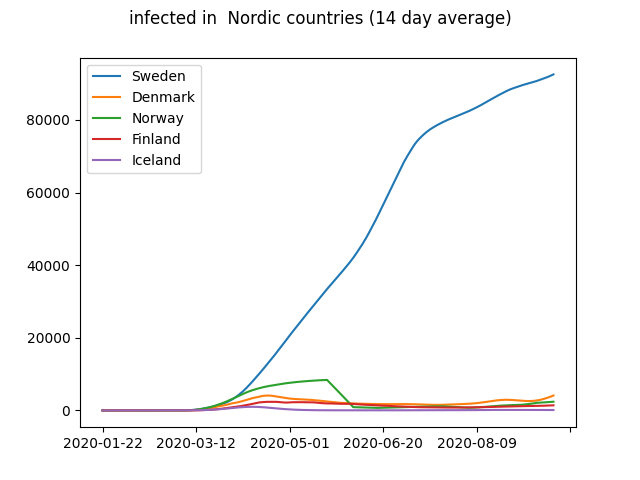 infected in  Nordic countries (14 day average)
Sweden
Denmark
Norway
Finland
Iceland
80000
60000
40000
20000
0
2020-01-22 2020-03-12 2020-05-01 2020-06-20 2020-08-09